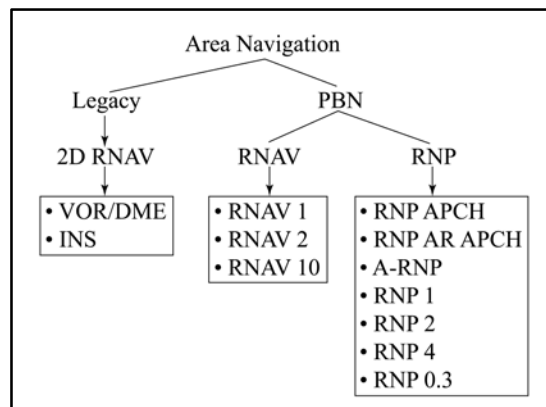 Area Navigation
Legacy
PBN
2D RNAV
RNAV
RNP
• VOR/DME
• INS
• RNAV 1
• RNAV 2
• RNAV 10
• RNP APCH
• RNP AR APCH
• A-RNP
• RNP 1
• RNP 2
• RNP 4
• RNP 0.3